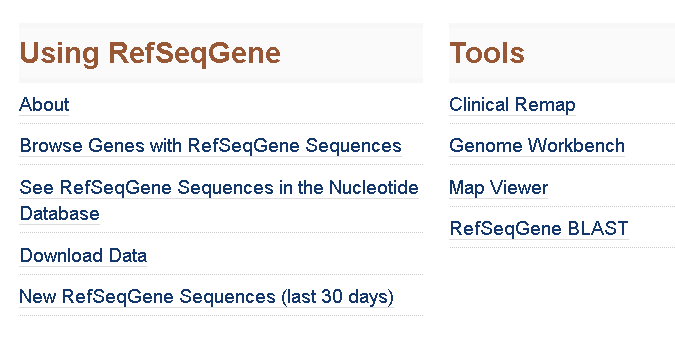 Using RefSeqGene
About
Browse Genes with RefSeqGene Sequences
See RefSeqGene Sequences in the Nucleotide
Database
Download Data
New RefSeqGene Sequences (last 30 days)
Tools
Clinical Remap
Genome Workbench
Map Viewer
RefSeqGene BLAST